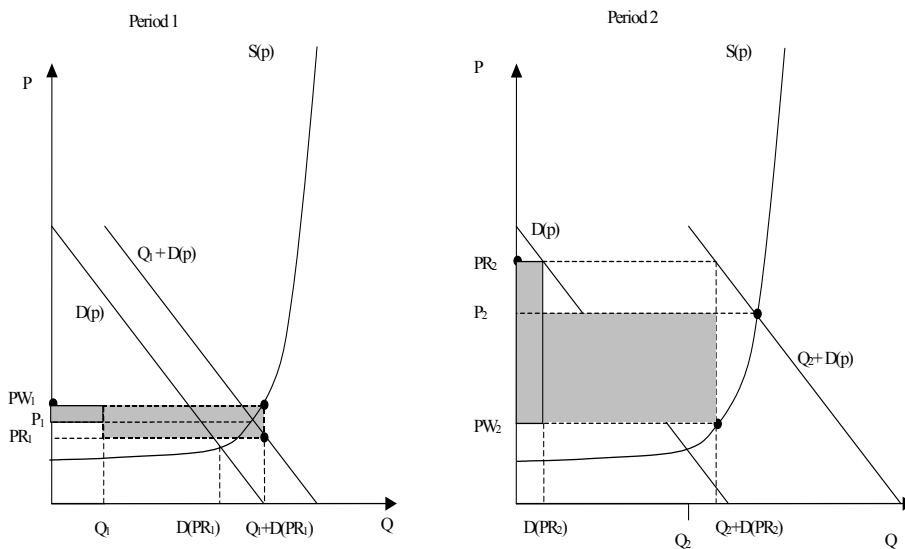 Period 1
S(p)
P
Q₁ + D(p)
D(p)
PW₁
P₁
PR₁
Q₁
D(PR₁)
Q₁+D(PR₁)
Q
Period 2
S(p)
P
D(p)
PR₂
P₂
Q₂ + D(p)
PW₂
D(PR₂)
Q₂
Q₂+D(PR₂)
Q